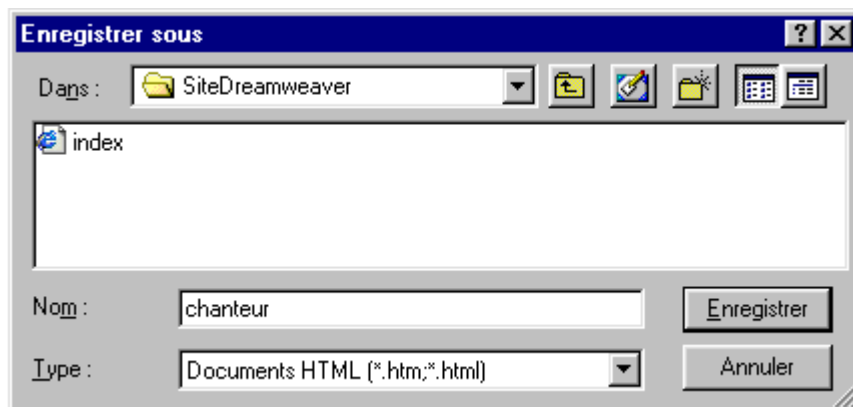 Enregistrer sous
Dans : SiteDreamweaver
index
Nom : chanteur Enregistrer
Type : Documents HTML (*.htm;*.html) Annuler